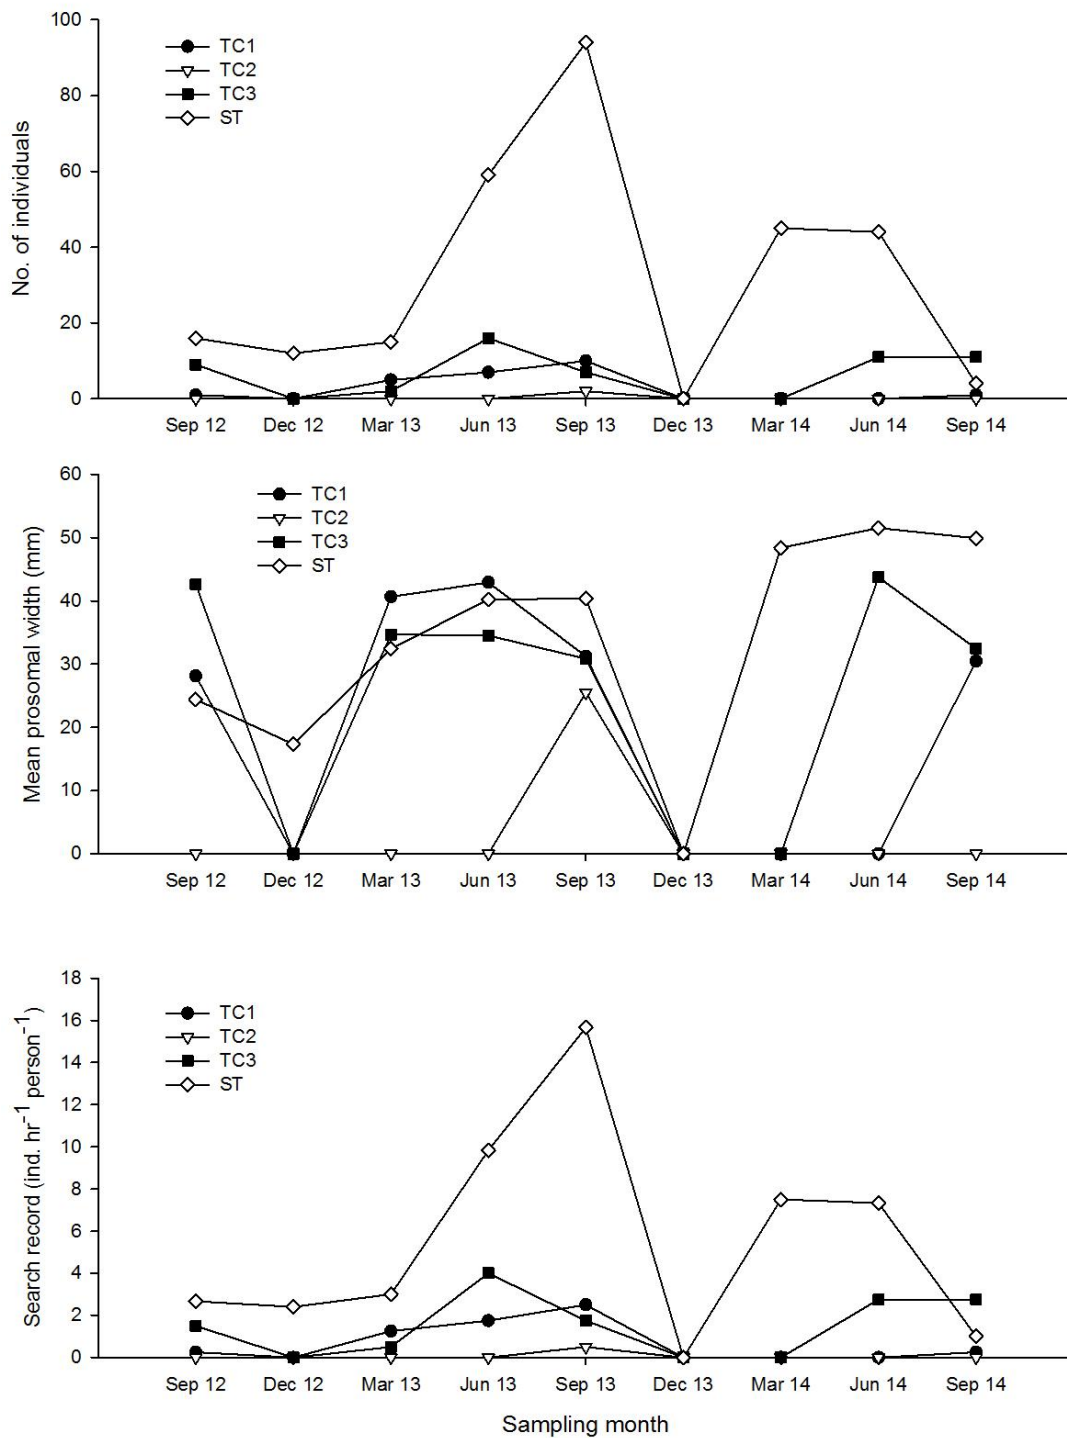 100
80
60
40
20
0
No. of individuals
TC1
TC2
TC3
ST
Sep 12 Dec 12 Mar 13 Jun 13 Sep 13 Dec 13 Mar 14 Jun 14 Sep 14
60
50
40
30
20
10
0
Mean prosomal width (mm)
TC1
TC2
TC3
ST
Sep 12 Dec 12 Mar 13 Jun 13 Sep 13 Dec 13 Mar 14 Jun 14 Sep 14
18
16
14
12
10
8
6
4
2
0
Search record (ind. hr⁻¹ person⁻¹)
TC1
TC2
TC3
ST
Sep 12 Dec 12 Mar 13 Jun 13 Sep 13 Dec 13 Mar 14 Jun 14 Sep 14
Sampling month